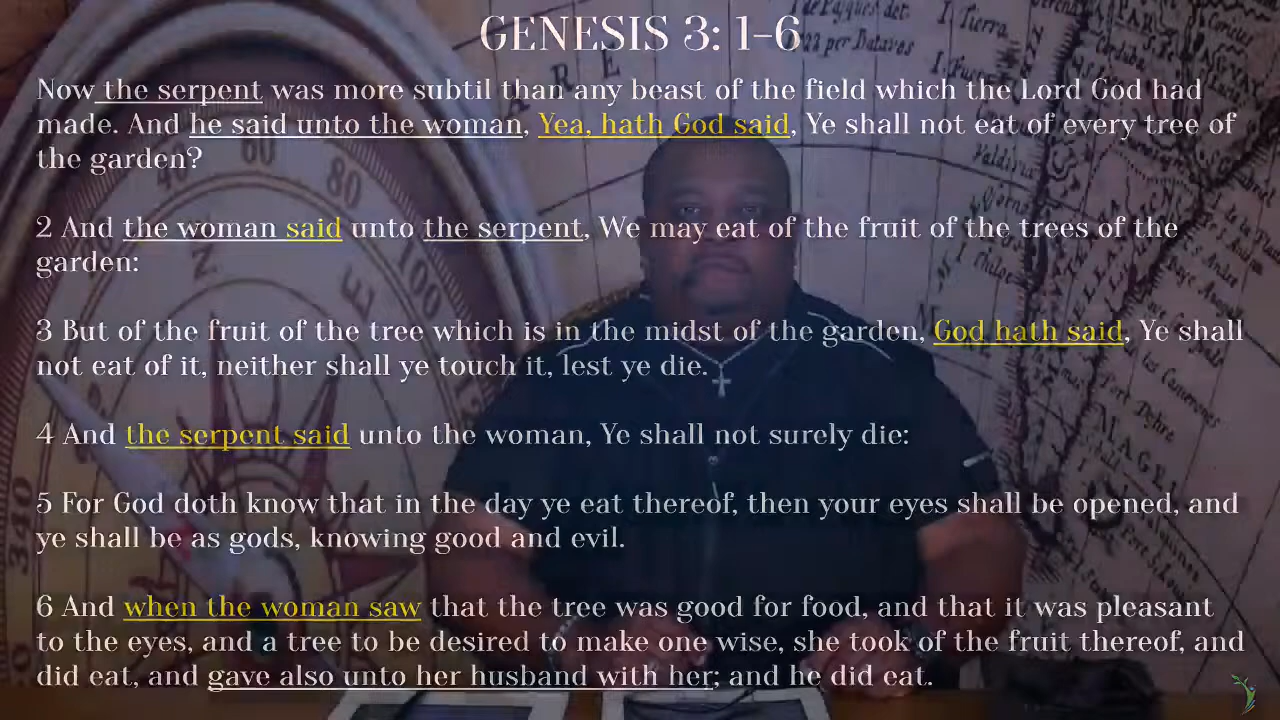 GENESIS 3: 1-6
Now the serpent was more subtil than any beast of the field which the Lord God had
made. And he said unto the woman, Yea, hath God said, Ye shall not eat of every tree of
the garden?
2 And the woman said unto the serpent, We may eat of the fruit of the trees of the
garden:
3 But of the fruit of the tree which is in the midst of the garden, God hath said, Ye shall
not eat of it, neither shall ye touch it, lest ye die.
4 And the serpent said unto the woman, Ye shall not surely die:
5 For God doth know that in the day ye eat thereof, then your eyes shall be opened, and
ye shall be as gods, knowing good and evil.
6 And when the woman saw that the tree was good for food, and that it was pleasant
to the eyes, and a tree to be desired to make one wise, she took of the fruit thereof, and
did eat, and gave also unto her husband with her; and he did eat.
80
80
100
N
E
340
R E
Tierra
Valdivia